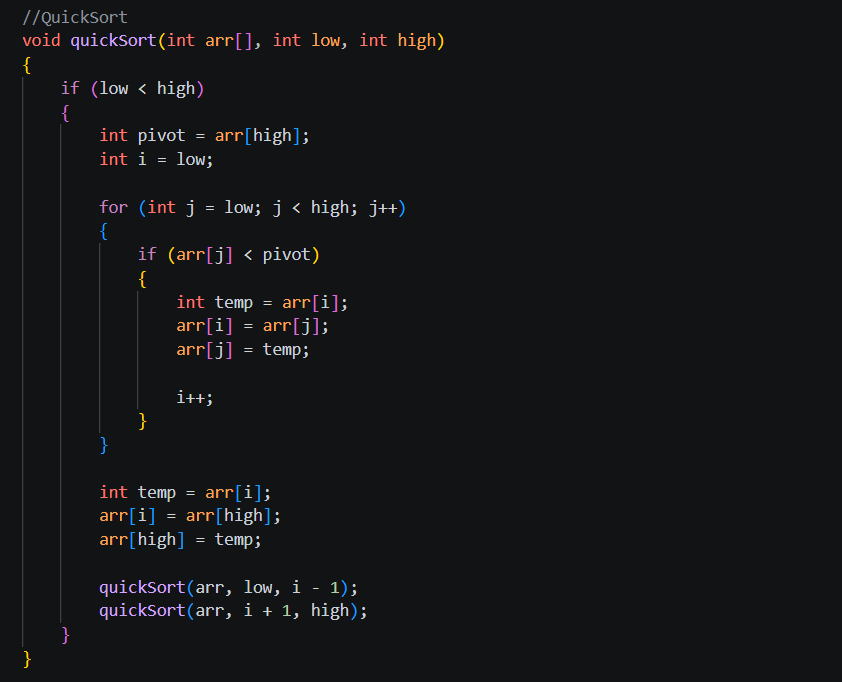 //QuickSort
void quickSort(int arr[], int low, int high)
{
    if (low < high)
    {
        int pivot = arr[high];
        int i = low;

        for (int j = low; j < high; j++)
        {
            if (arr[j] < pivot)
            {
                int temp = arr[i];
                arr[i] = arr[j];
                arr[j] = temp;

                i++;
            }
        }

        int temp = arr[i];
        arr[i] = arr[high];
        arr[high] = temp;

        quickSort(arr, low, i - 1);
        quickSort(arr, i + 1, high);
    }
}